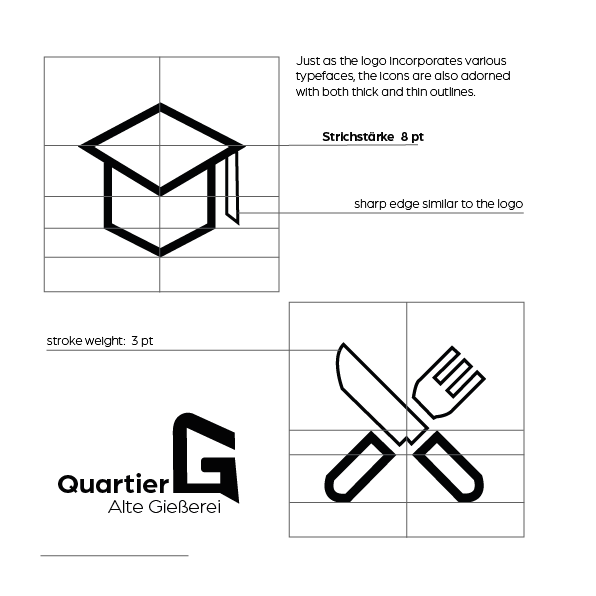 Just as the logo incorporates various
typefaces, the icons are also adorned
with both thick and thin outlines.
Strichstärke 8 pt
sharp edge similar to the logo
stroke weight: 3 pt
G
Quartier
Alte Gießerei